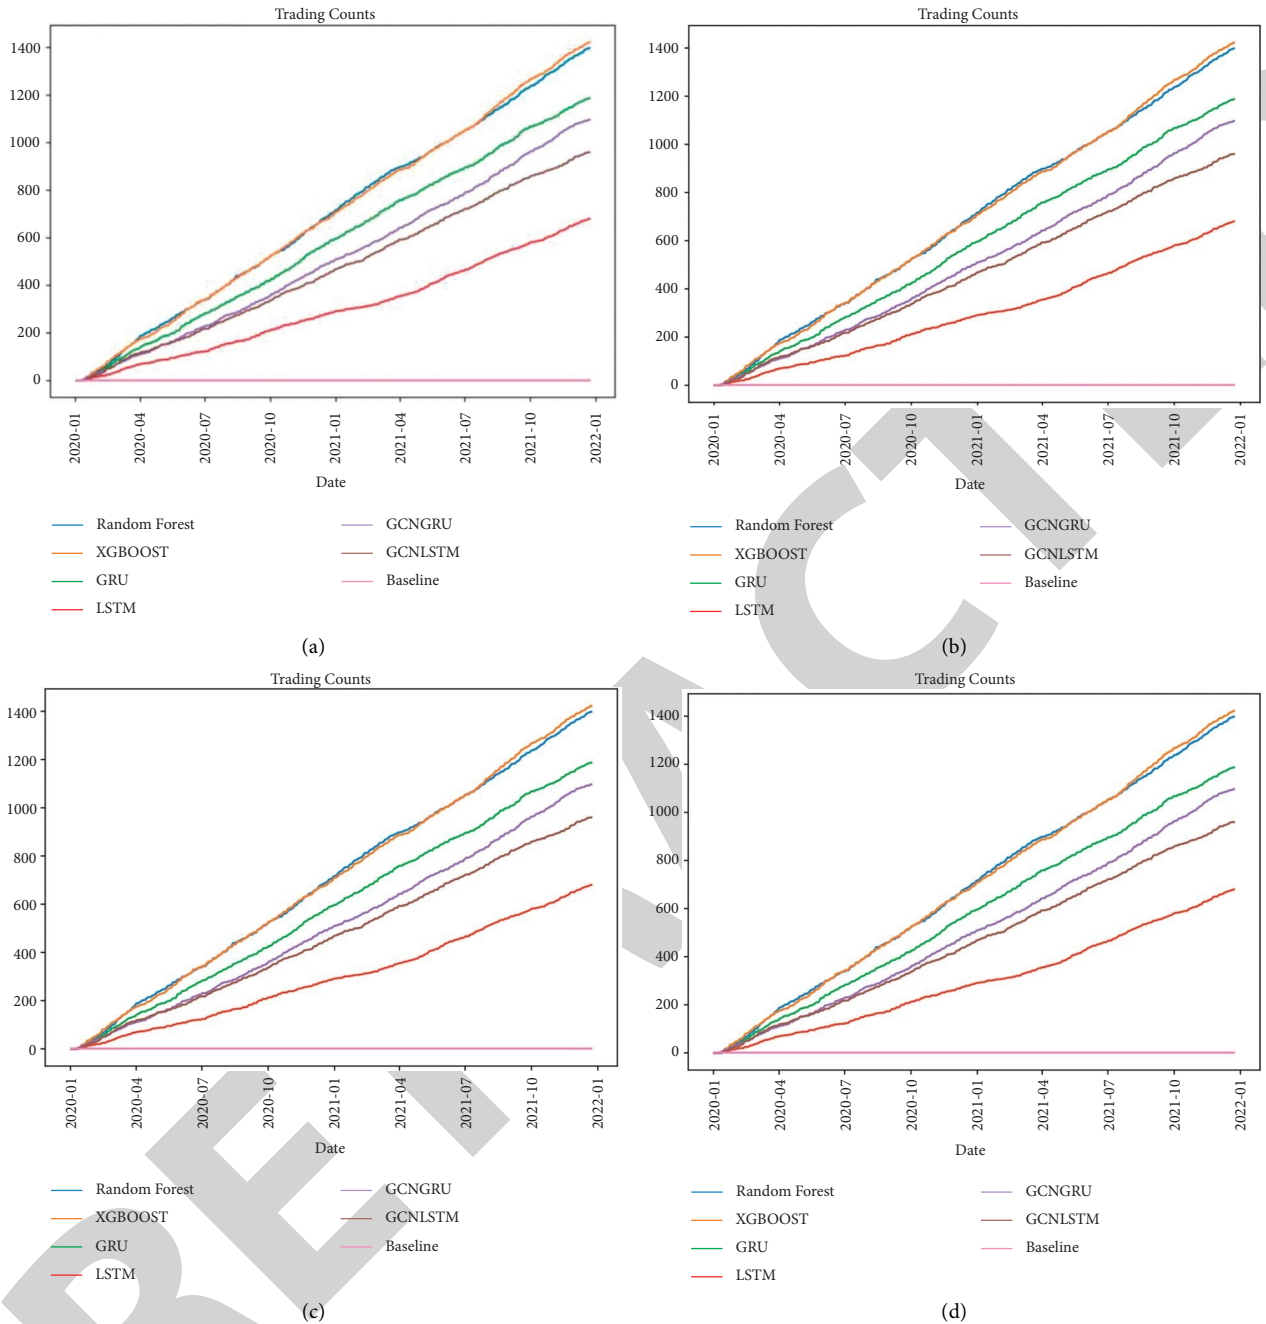 Trading Counts
1400
1200
1000
800
600
400
200
0
2020-01
2020-04
2020-07
2020-10
2021-01
2021-04
2021-07
2021-10
2022-01
Date
Random Forest
XGBOOST
GRU
LSTM
GCNGRU
GCNLSTM
Baseline
(a)
Trading Counts
1400
1200
1000
800
600
400
200
0
2020-01
2020-04
2020-07
2020-10
2021-01
2021-04
2021-07
2021-10
2022-01
Date
Random Forest
XGBOOST
GRU
LSTM
GCNGRU
GCNLSTM
Baseline
(b)
Trading Counts
1400
1200
1000
800
600
400
200
0
2020-01
2020-04
2020-07
2020-10
2021-01
2021-04
2021-07
2021-10
2022-01
Date
Random Forest
XGBOOST
GRU
LSTM
GCNGRU
GCNLSTM
Baseline
(c)
Trading Counts
1400
1200
1000
800
600
400
200
0
2020-01
2020-04
2020-07
2020-10
2021-01
2021-04
2021-07
2021-10
2022-01
Date
Random Forest
XGBOOST
GRU
LSTM
GCNGRU
GCNLSTM
Baseline
(d)